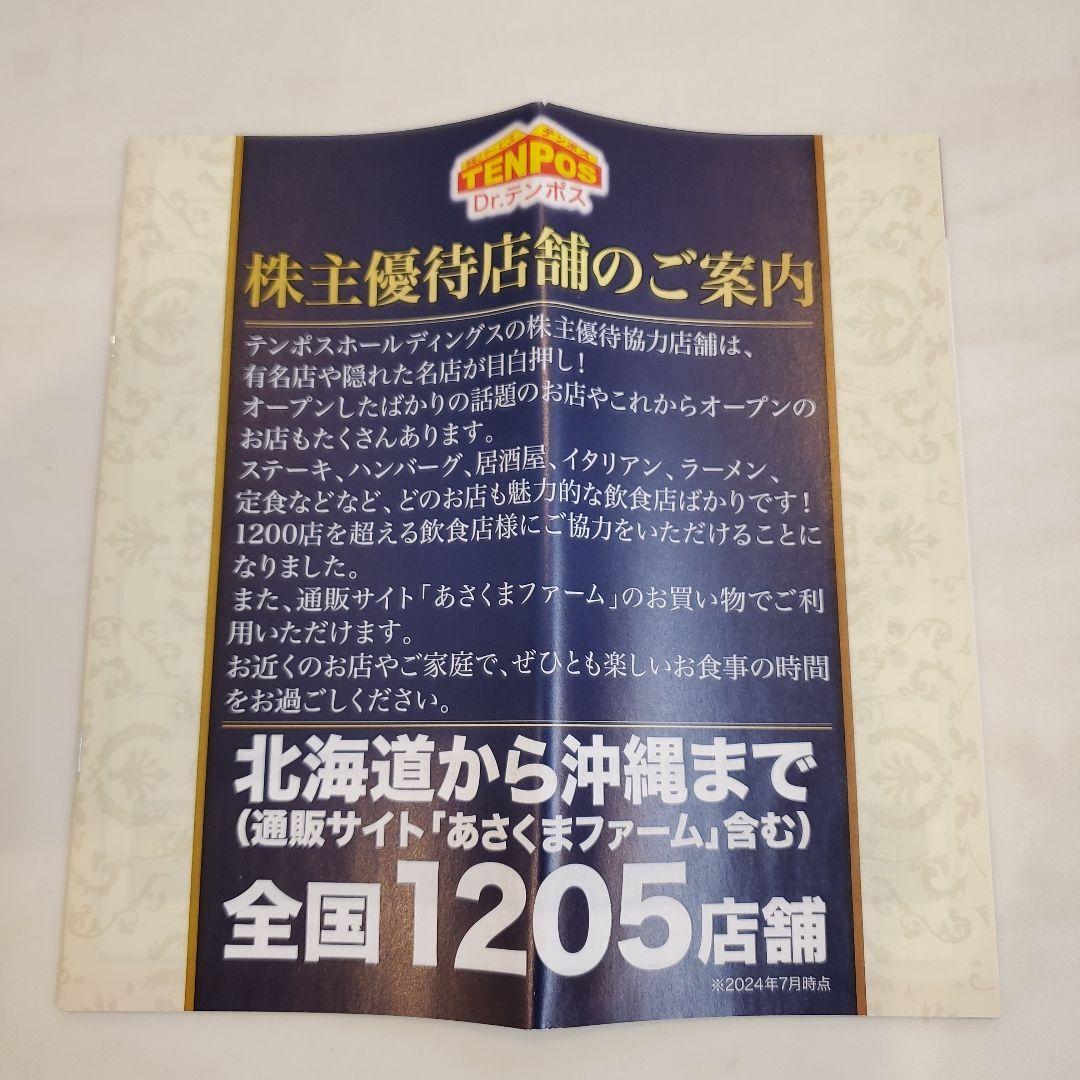 テンポス
TENPOS
Dr.テンポス
株主優待店舗のご案内
テンポスホールディングスの株主優待協力店舗は、
有名店や隠れた名店が目白押し！
オープンしたばかりの話題のお店やこれからオープンの
お店もたくさんあります。
ステーキ、ハンバーグ、居酒屋、イタリアン、ラーメン、
定食などなど、どのお店も魅力的な飲食店ばかりです！
1200店を超える飲食店様にご協力をいただけることに
なりました。
また、通販サイト「あさくまファーム」のお買い物でご利
用いただけます。
お近くのお店やご家庭で、ぜひとも楽しいお食事の時間
をお過ごしください。
北海道から沖縄まで
（通販サイト「あさくまファーム」含む）
全国1205店舗
※2024年7月時点